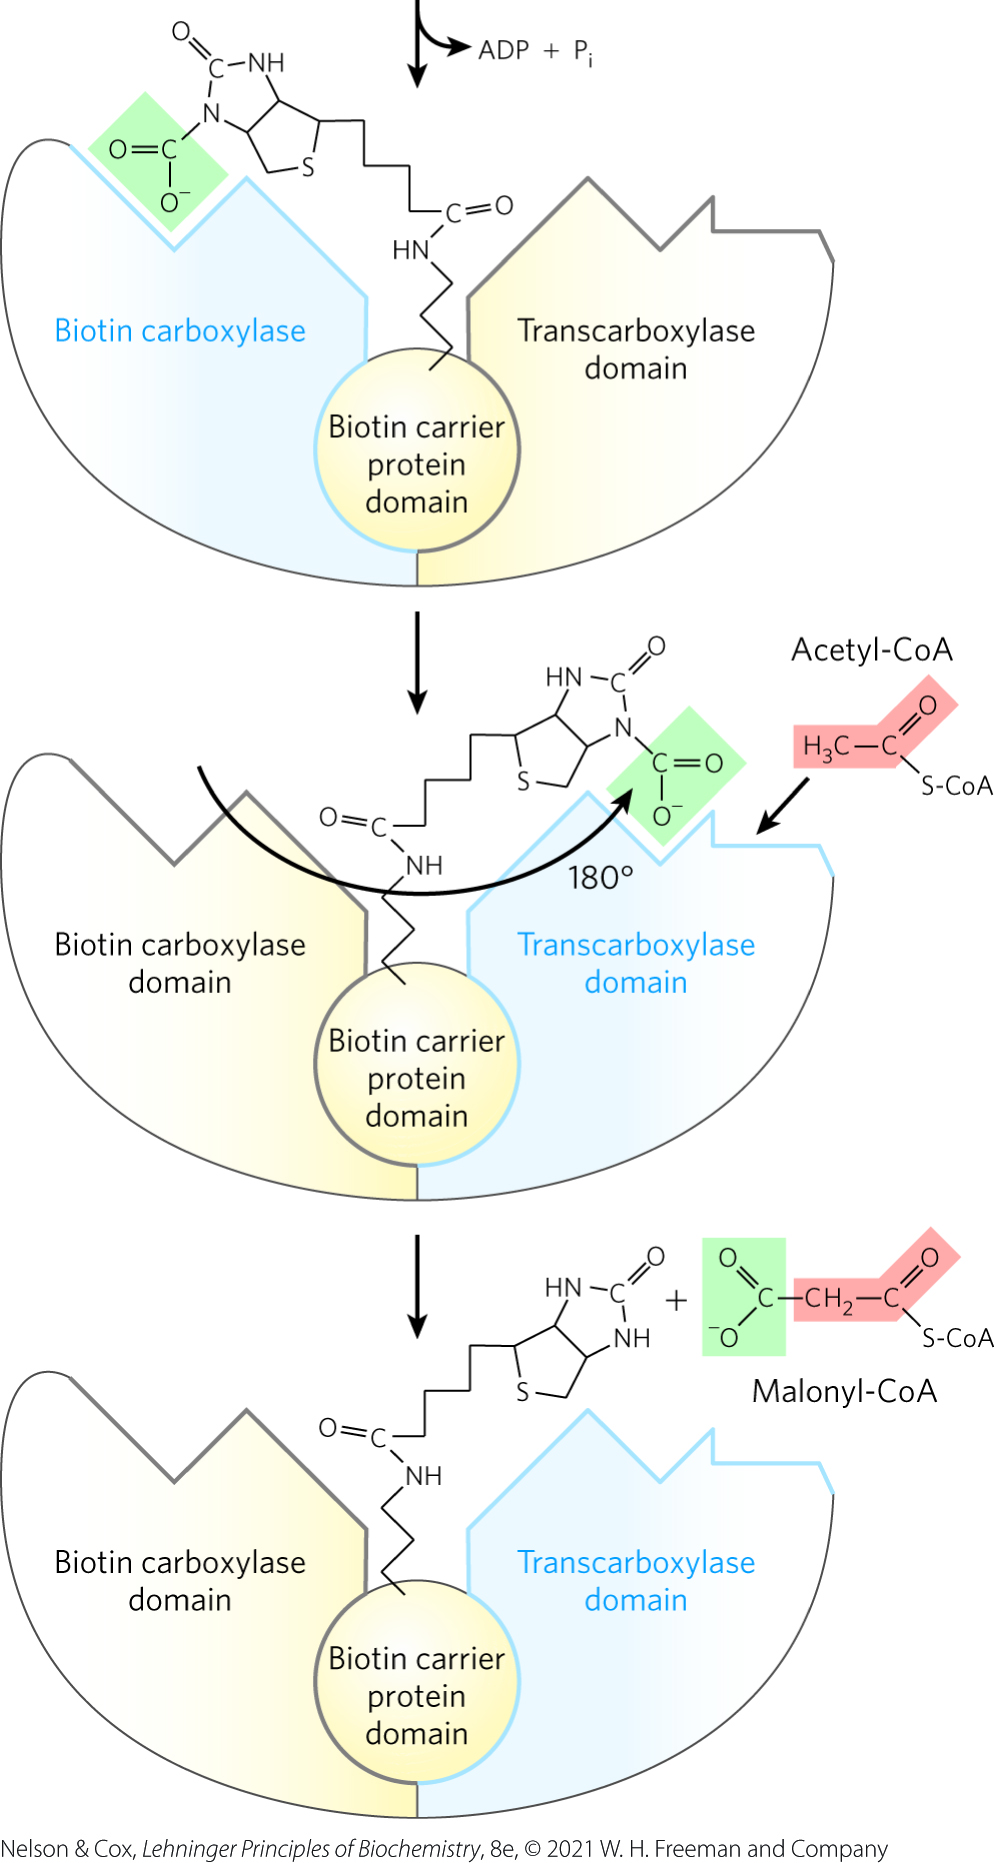 ADP + Pi
O
C
NH
N
O=C
O⁻
S
C=O
HN
Biotin carboxylase
Transcarboxylase
domain
Biotin carrier
protein
domain
O
HN
C
N
Acetyl-CoA
O
H₃C—C
S-CoA
S
C=O
O⁻
O=C
NH
180°
Biotin carboxylase
domain
Transcarboxylase
domain
Biotin carrier
protein
domain
O
HN
C
NH
S
+
O
C—CH₂—C
⁻O
O
S-CoA
Malonyl-CoA
O=C
NH
Biotin carboxylase
domain
Transcarboxylase
domain
Biotin carrier
protein
domain
Nelson & Cox, Lehninger Principles of Biochemistry, 8e, © 2021 W. H. Freeman and Company